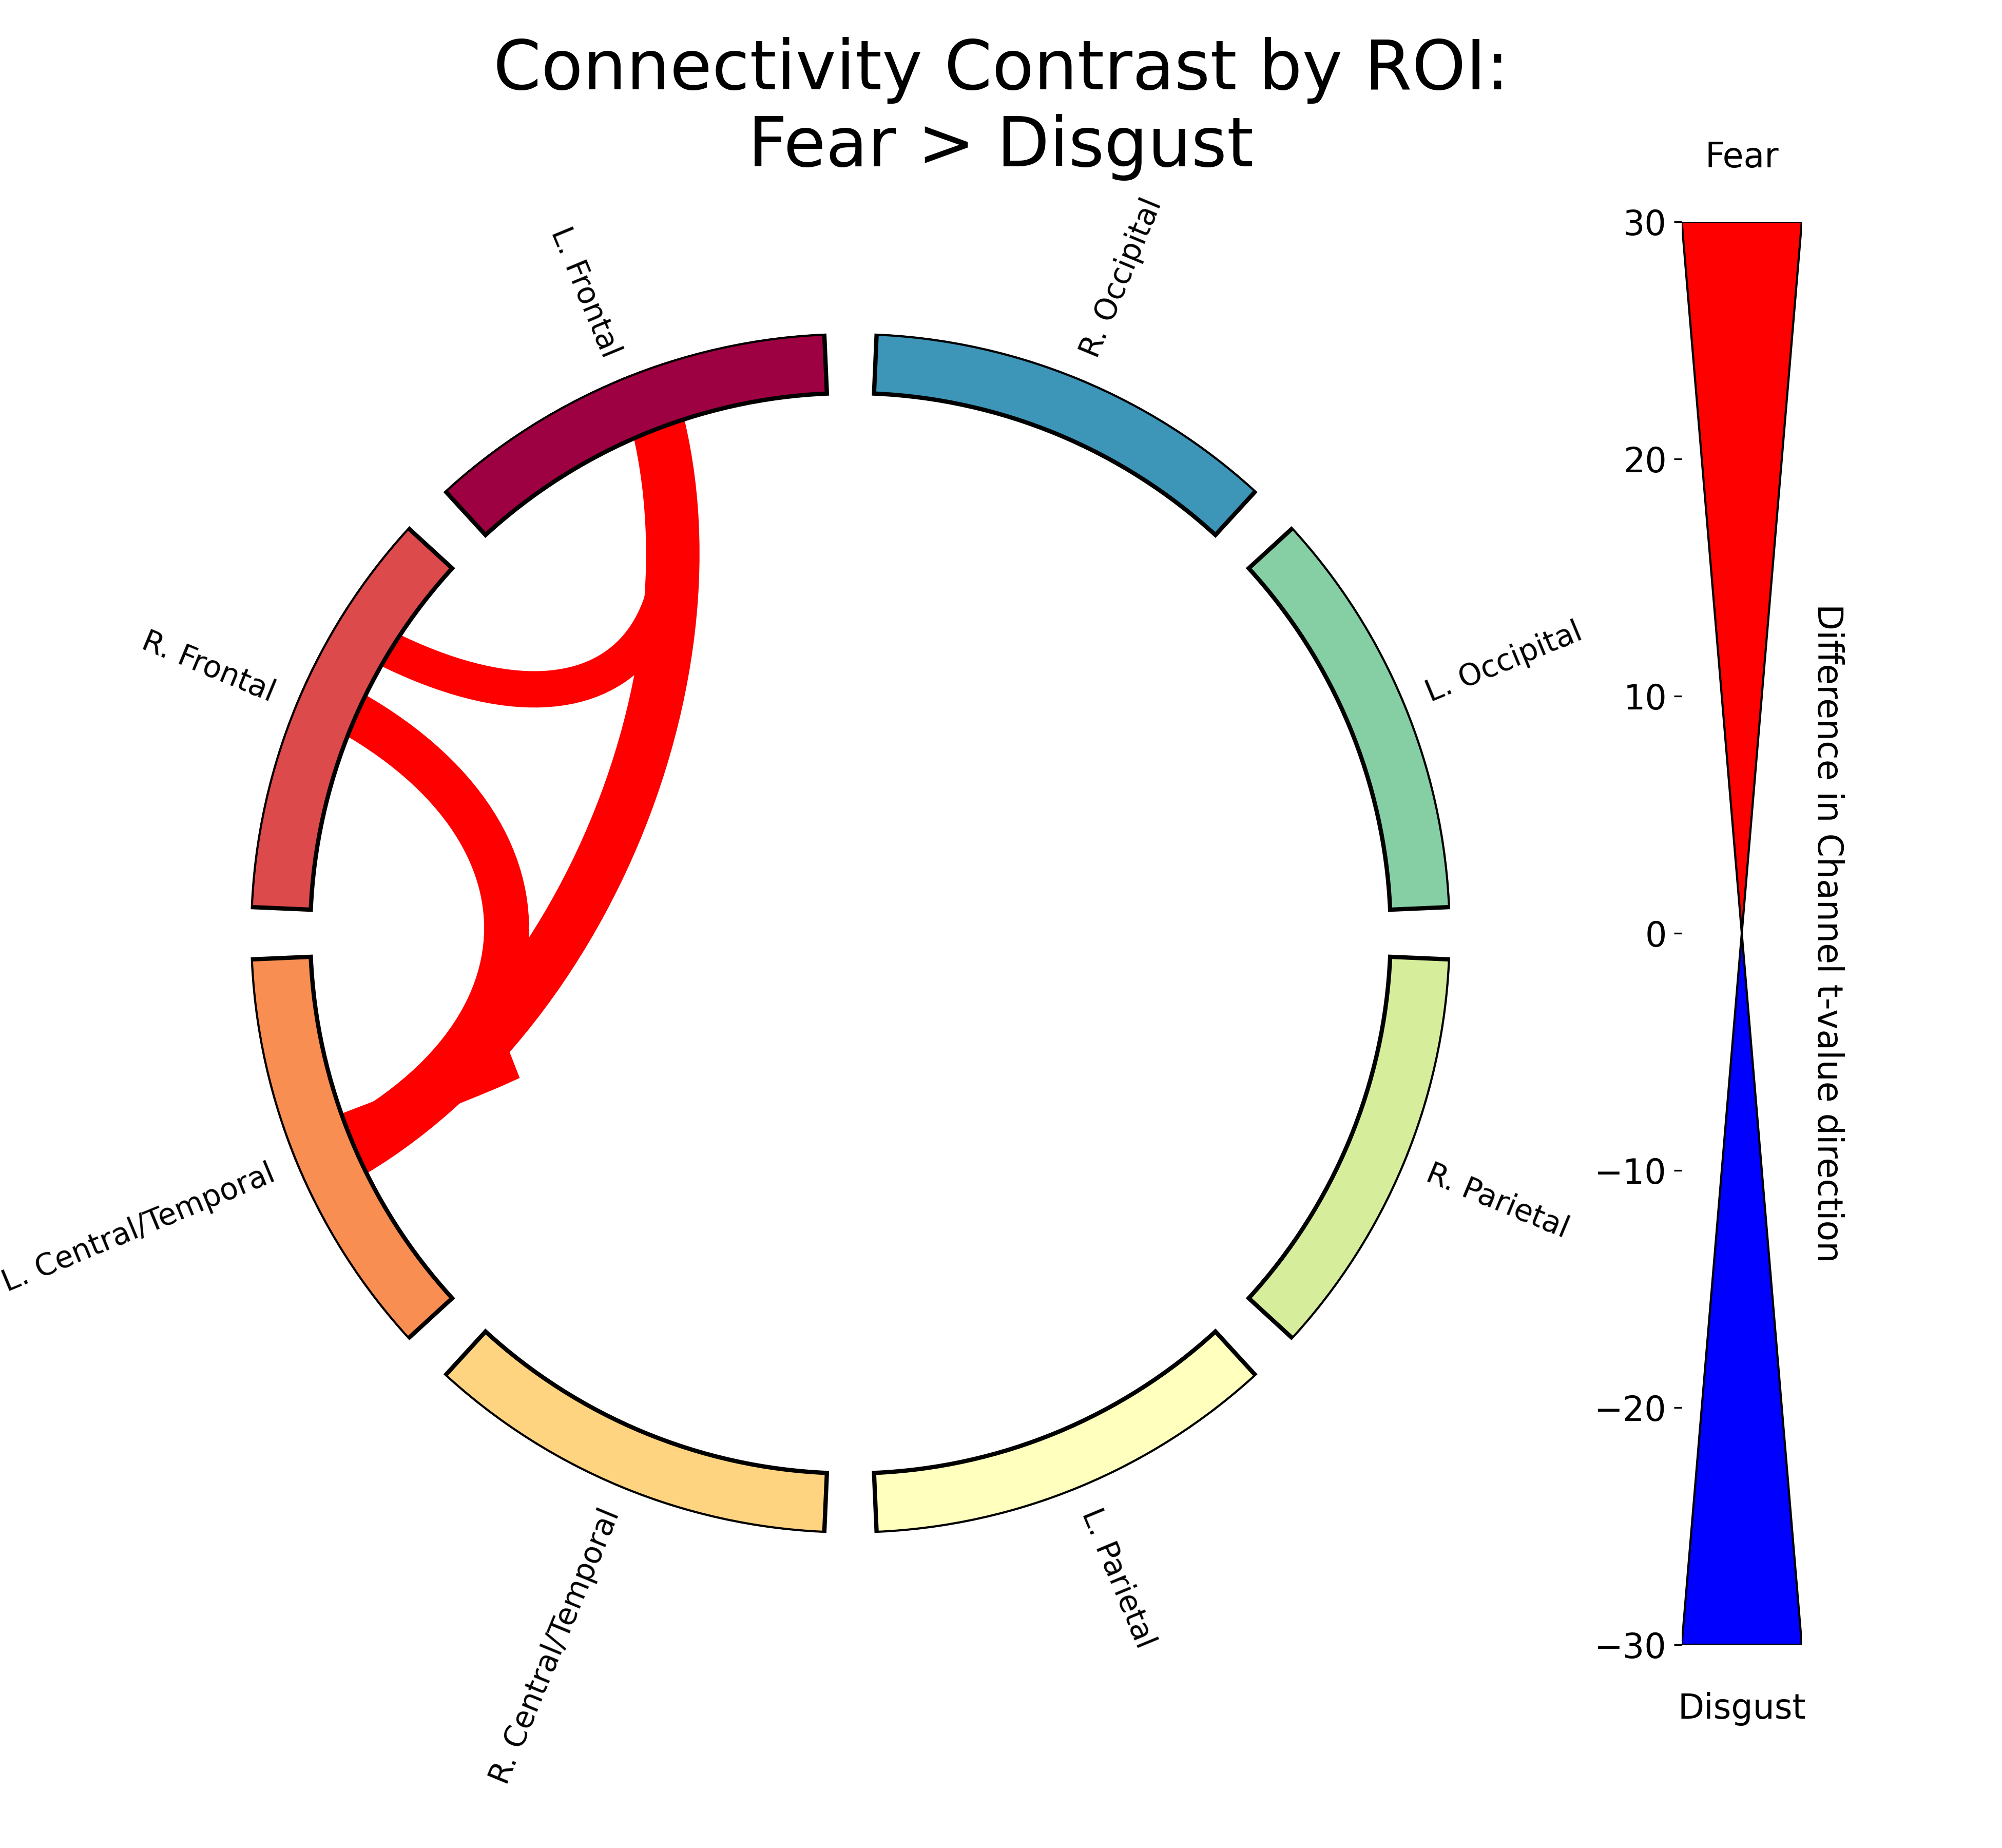 Connectivity Contrast by ROI:
Fear > Disgust
L. Frontal
R. Occipital
R. Frontal
L. Occipital
L. Central/Temporal
R. Parietal
R. Central/Temporal
L. Parietal
Fear
30
20
10
0
−10
−20
−30
Disgust
Difference in Channel t-value direction